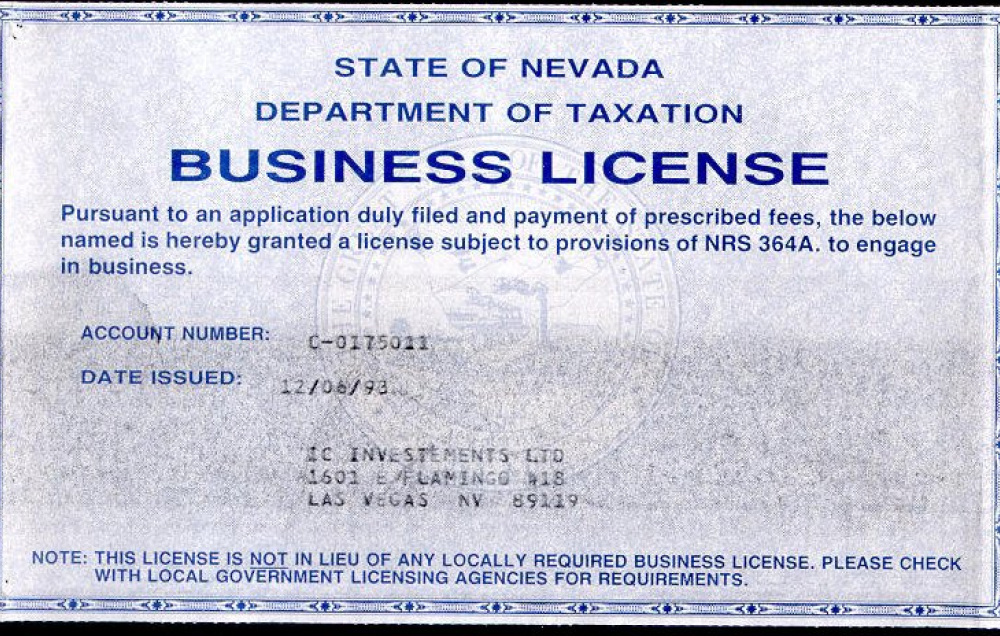 STATE OF NEVADA
DEPARTMENT OF TAXATION
BUSINESS LICENSE
Pursuant to an application duly filed and payment of prescribed fees, the below
named is hereby granted a license subject to provisions of NRS 364A. to engage
in business.
ACCOUNT NUMBER: C-0175011
DATE ISSUED: 12/06/93
IC INVESTEMENTS LTD
1601 E FLAMINGO #18
LAS VEGAS NV 89119
NOTE: THIS LICENSE IS NOT IN LIEU OF ANY LOCALLY REQUIRED BUSINESS LICENSE. PLEASE CHECK
WITH LOCAL GOVERNMENT LICENSING AGENCIES FOR REQUIREMENTS.